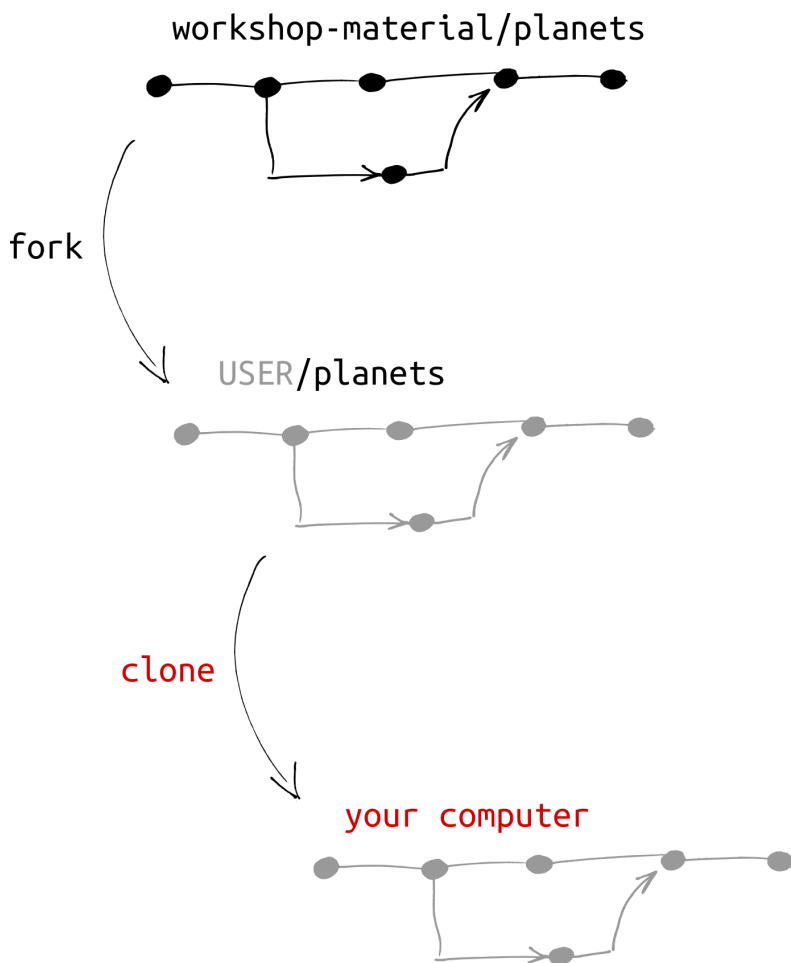 workshop-material/planets
fork
USER/planets
clone
your computer